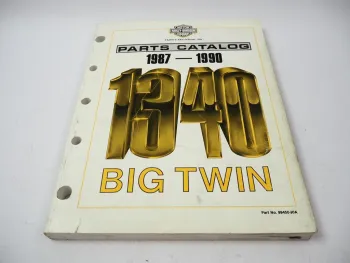 PARTS CATALOG
1987 — 1990
1340
BIG TWIN